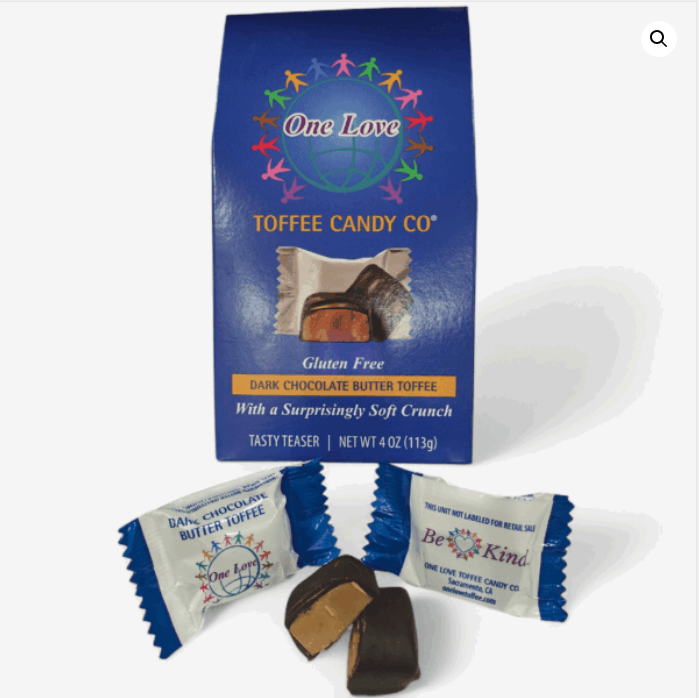 One Love
TOFFEE CANDY CO®
Gluten Free
DARK CHOCOLATE BUTTER TOFFEE
With a Surprisingly Soft Crunch
TASTY TEASER | NET WT 4 OZ (113g)
DARK CHOCOLATE
BUTTER TOFFEE
One Love
THIS UNIT NOT LABELED FOR RETAIL SALE
Be Kind
ONE LOVE TOFFEE CANDY CO.
Sacramento, CA
onelovetoffee.com